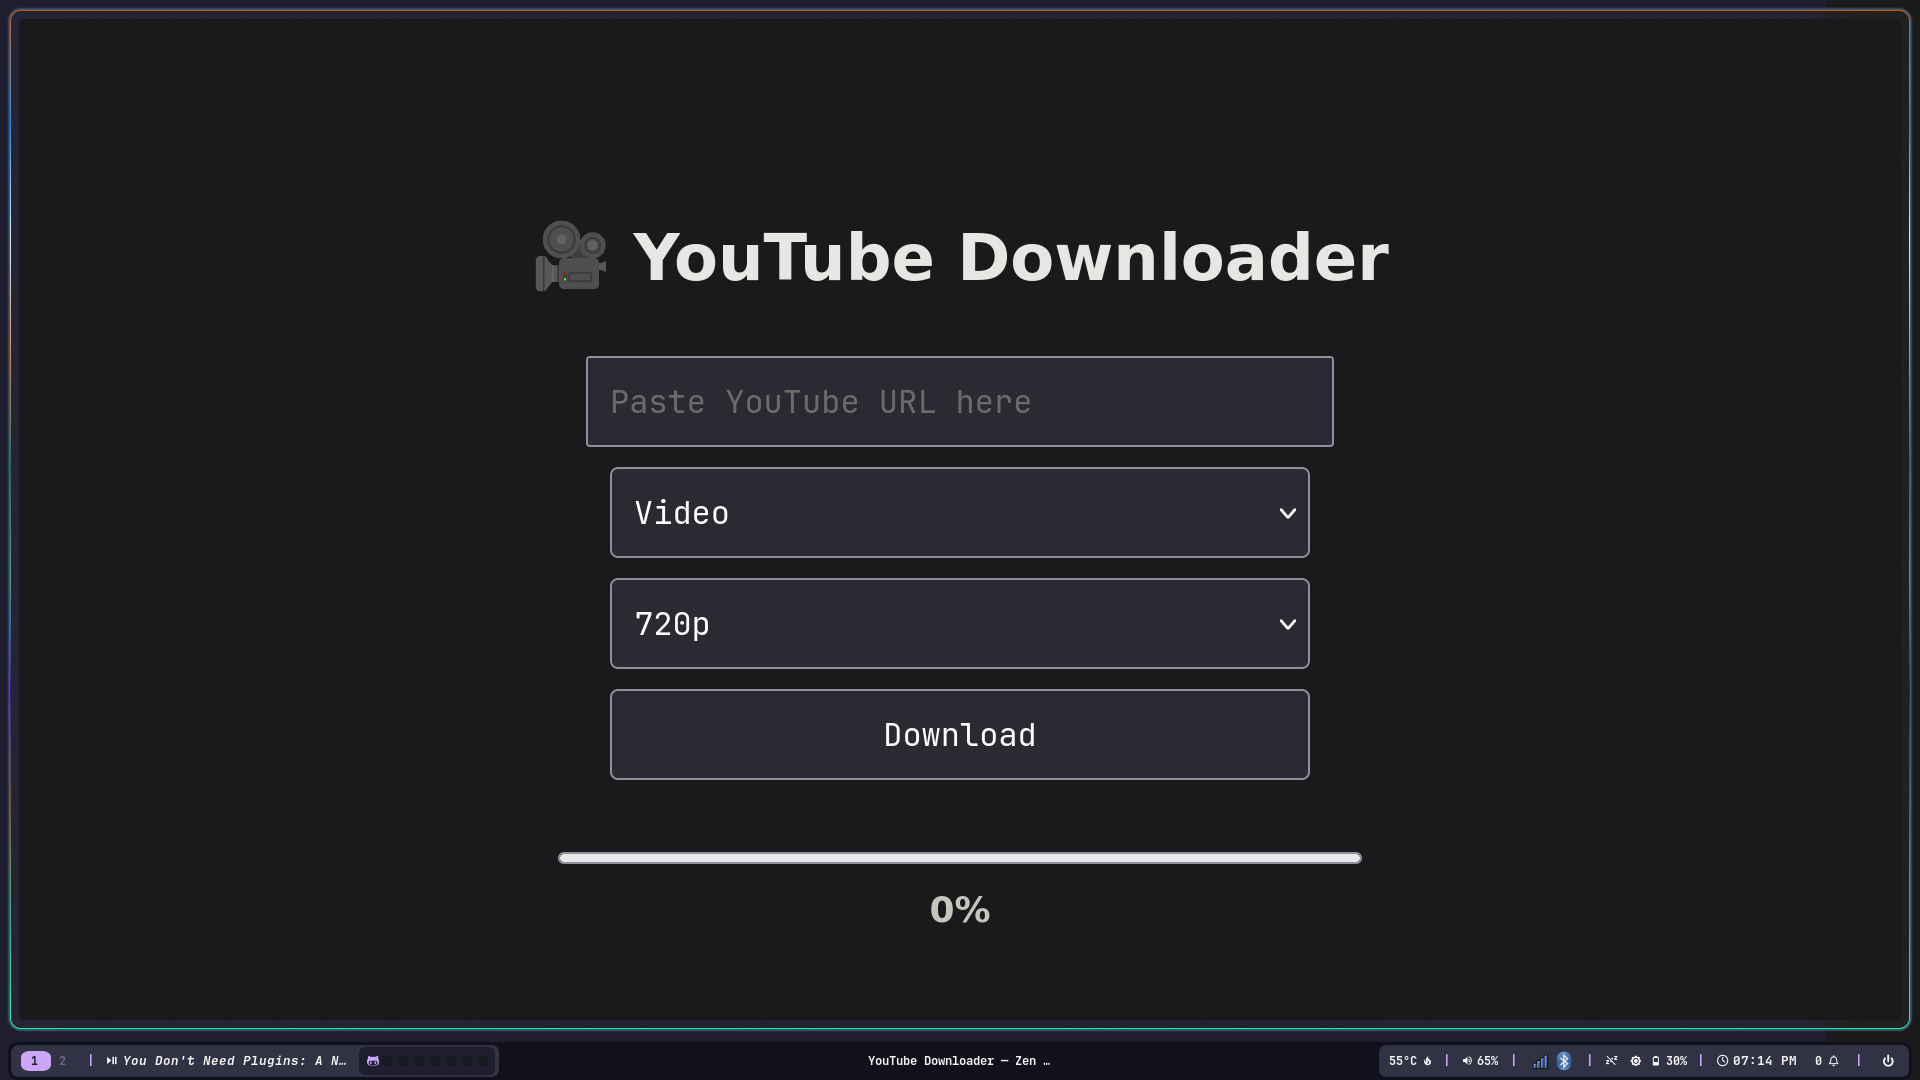 YouTube Downloader
Paste YouTube URL here
Video
720p
Download
0%
1 2 | You Don't Need Plugins: A N…
YouTube Downloader — Zen …
55°C | 65% | | 30% | 07:14 PM 0 |